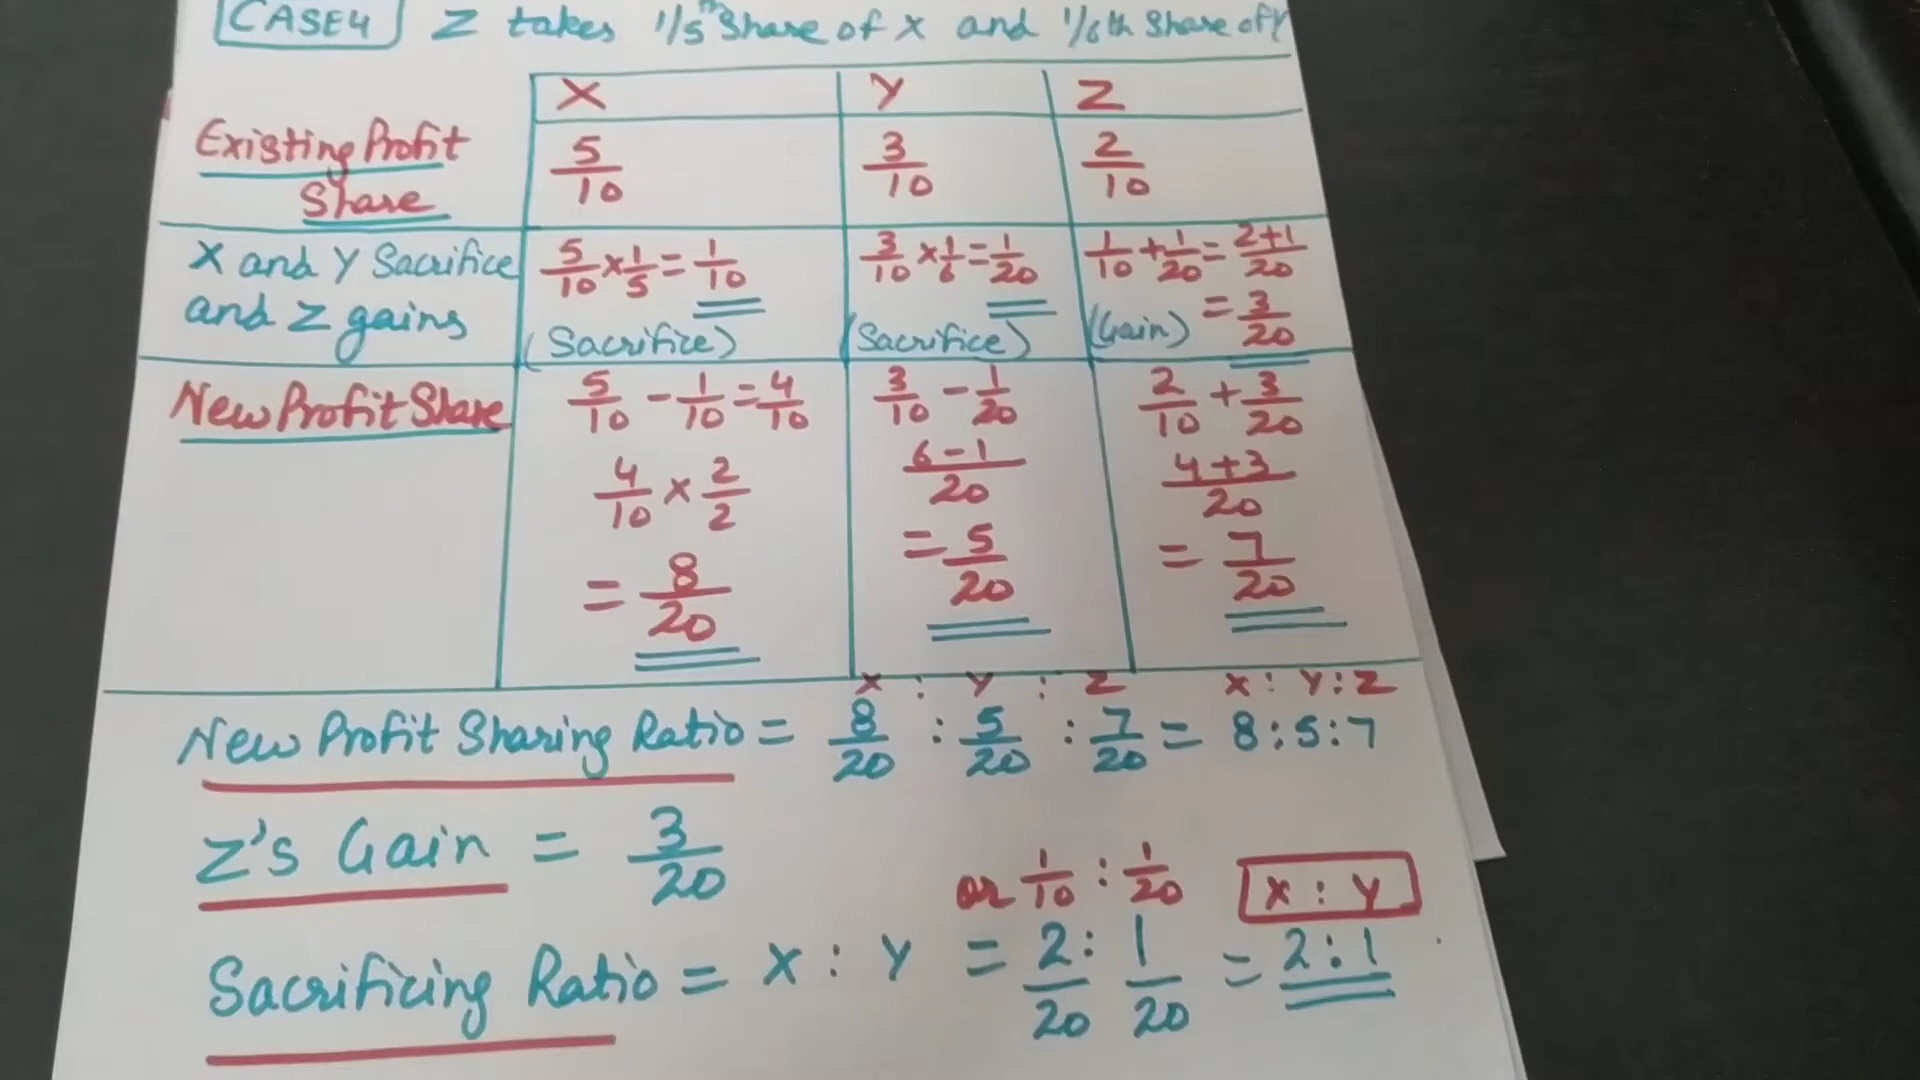 CASE4 Z takes 1/5th Share of X and 1/6th Share of Y
X Y Z
Existing Profit Share 5/10 3/10 2/10
X and Y Sacrifice and Z gains 5/10 × 1/5 = 1/10 3/10 × 1/6 = 1/20 1/10 + 1/20 = 2+1/20
= 3/20
(Sacrifice) (Sacrifice) (Gain)
New Profit Share 5/10 - 1/10 = 4/10 3/10 - 1/20 2/10 + 3/20
4/10 × 2/2 6-1/20 4+3/20
= 8/20 = 5/20 = 7/20
X : Y : Z X : Y : Z
New Profit Sharing Ratio = 8/20 : 5/20 : 7/20 = 8:5:7
Z's Gain = 3/20
or 1/10 : 1/20 X : Y
Sacrificing Ratio = X : Y = 2/20 : 1/20 = 2:1